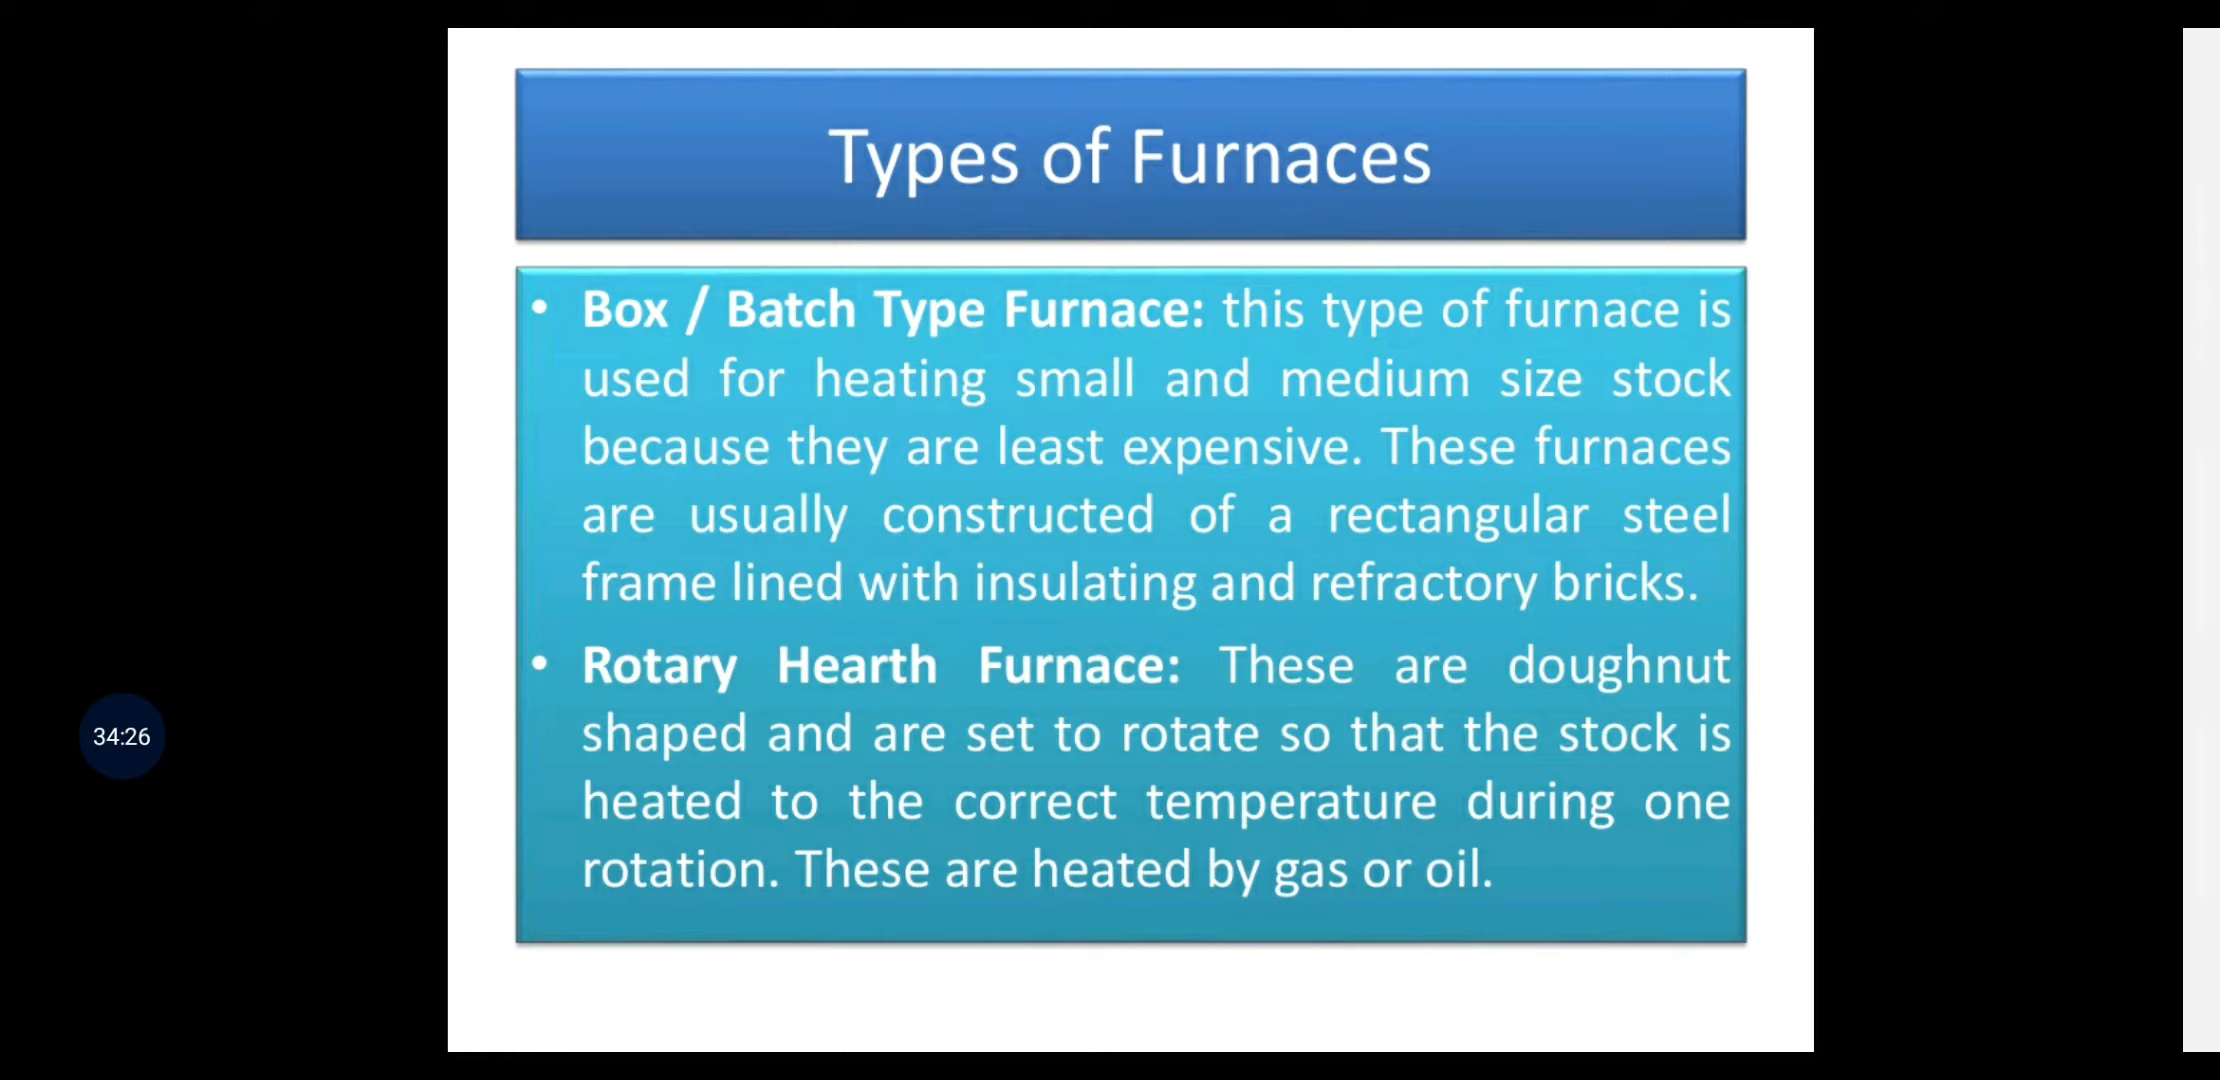 Types of Furnaces
• Box / Batch Type Furnace: this type of furnace is
used for heating small and medium size stock
because they are least expensive. These furnaces
are usually constructed of a rectangular steel
frame lined with insulating and refractory bricks.
• Rotary Hearth Furnace: These are doughnut
shaped and are set to rotate so that the stock is
heated to the correct temperature during one
rotation. These are heated by gas or oil.
34:26